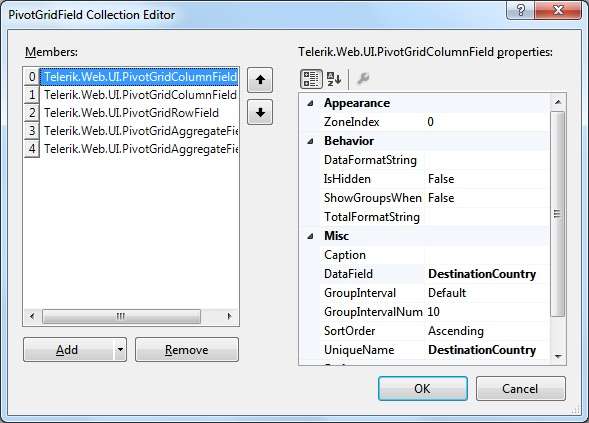 PivotGridField Collection Editor
Members:
0 Telerik.Web.UI.PivotGridColumnField
1 Telerik.Web.UI.PivotGridColumnField
2 Telerik.Web.UI.PivotGridRowField
3 Telerik.Web.UI.PivotGridAggregateFie
4 Telerik.Web.UI.PivotGridAggregateFie
Add
Remove
Telerik.Web.UI.PivotGridColumnField properties:
Appearance
ZoneIndex 0
Behavior
DataFormatString
IsHidden False
ShowGroupsWhen False
TotalFormatString
Misc
Caption
DataField DestinationCountry
GroupInterval Default
GroupIntervalNum 10
SortOrder Ascending
UniqueName DestinationCountry
OK
Cancel